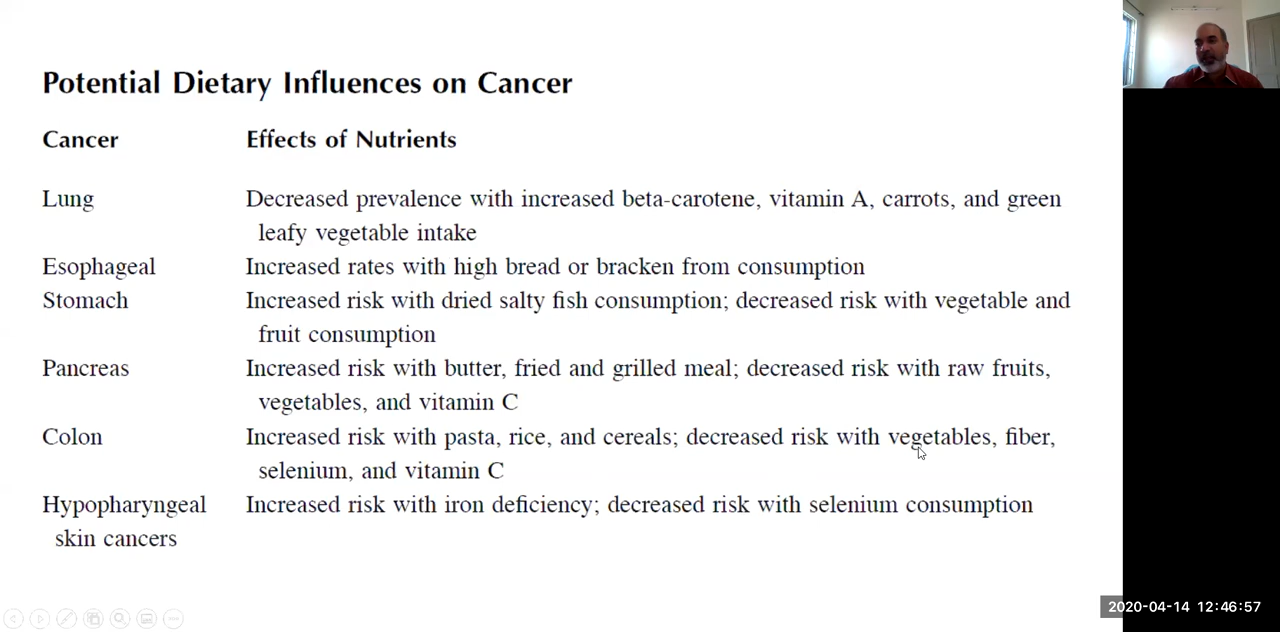 Potential Dietary Influences on Cancer
Cancer Effects of Nutrients
Lung Decreased prevalence with increased beta-carotene, vitamin A, carrots, and green
leafy vegetable intake
Esophageal Increased rates with high bread or bracken from consumption
Stomach Increased risk with dried salty fish consumption; decreased risk with vegetable and
fruit consumption
Pancreas Increased risk with butter, fried and grilled meal; decreased risk with raw fruits,
vegetables, and vitamin C
Colon Increased risk with pasta, rice, and cereals; decreased risk with vegetables, fiber,
selenium, and vitamin C
Hypopharyngeal Increased risk with iron deficiency; decreased risk with selenium consumption
skin cancers
2020-04-14 12:46:57